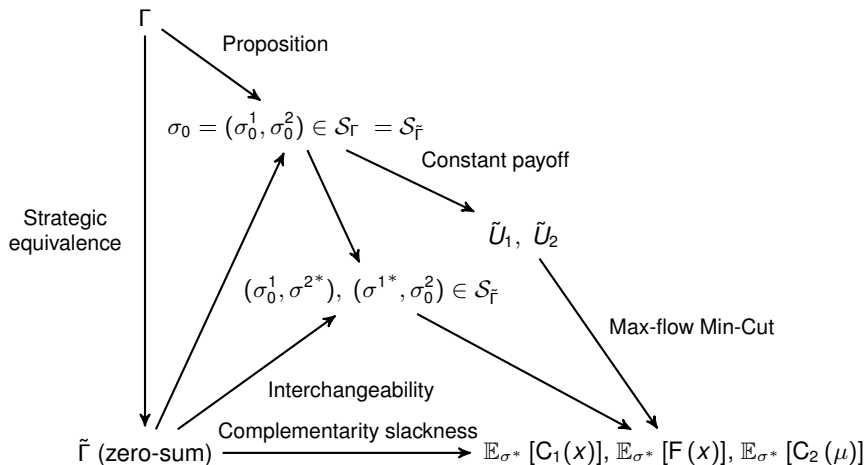 Γ
Proposition
σ₀ = (σ₀¹, σ₀²) ∈ 𝒮_Γ = 𝒮_Γ̃
Constant payoff
Strategic
equivalence
Ũ₁, Ũ₂
(σ₀¹, σ²*), (σ¹*, σ₀²) ∈ 𝒮_Γ̃
Max-flow Min-Cut
Interchangeability
Complementarity slackness
Γ̃ (zero-sum)
𝔼_σ* [C₁(x)], 𝔼_σ* [F (x)], 𝔼_σ* [C₂ (μ)]